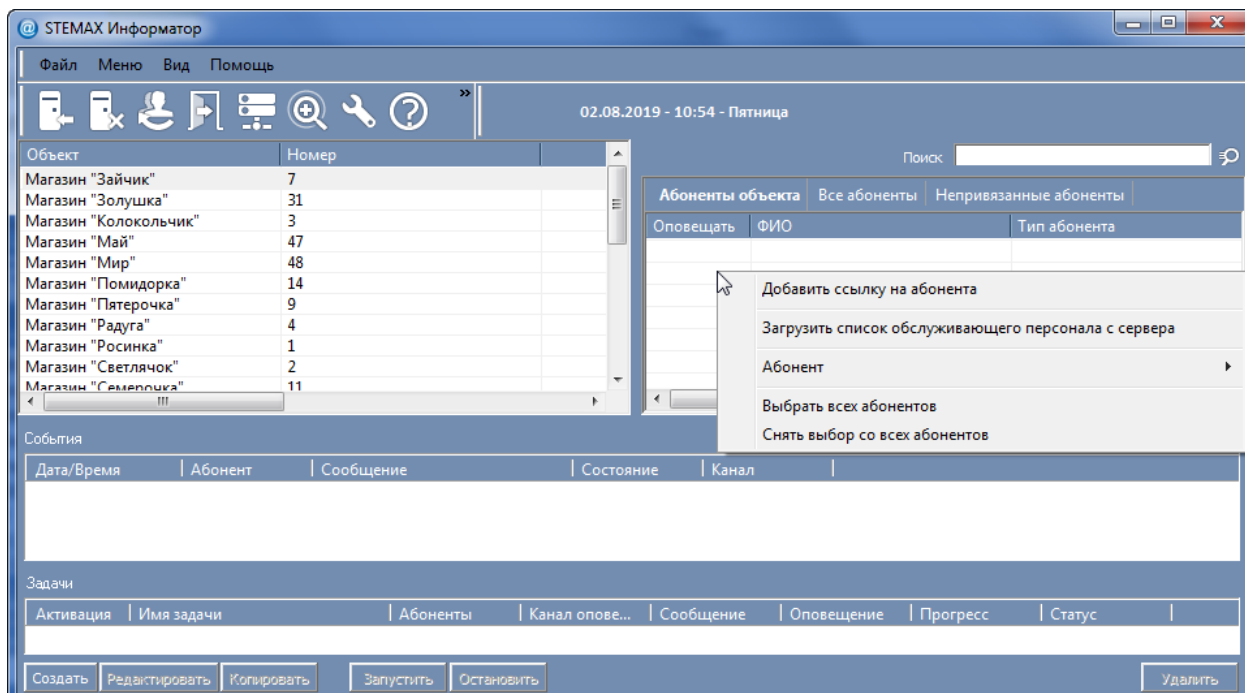 STEMAX Информатор
Файл Меню Вид Помощь
02.08.2019 - 10:54 - Пятница
Поиск
Объект Номер
Магазин "Зайчик" 7
Магазин "Золушка" 31
Магазин "Колокольчик" 3
Магазин "Май" 47
Магазин "Мир" 48
Магазин "Помидорка" 14
Магазин "Пятерочка" 9
Магазин "Радуга" 4
Магазин "Росинка" 1
Магазин "Светлячок" 2
Магазин "Семерочка" 11
Абоненты объекта Все абоненты Непривязанные абоненты
Оповещать ФИО Тип абонента
Добавить ссылку на абонента
Загрузить список обслуживающего персонала с сервера
Абонент
Выбрать всех абонентов
Снять выбор со всех абонентов
События
Дата/Время Абонент Сообщение Состояние Канал
Задачи
Активация Имя задачи Абоненты Канал опове... Сообщение Оповещение Прогресс Статус
Создать Редактировать Копировать Запустить Остановить Удалить